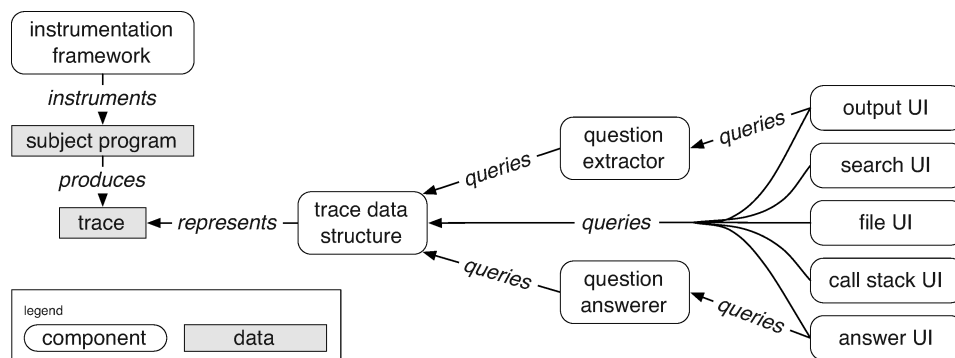 instrumentation
framework
instruments
subject program
produces
trace
represents
trace data
structure
queries
queries
queries
question
extractor
question
answerer
queries
queries
output UI
search UI
file UI
call stack UI
answer UI
legend
component
data